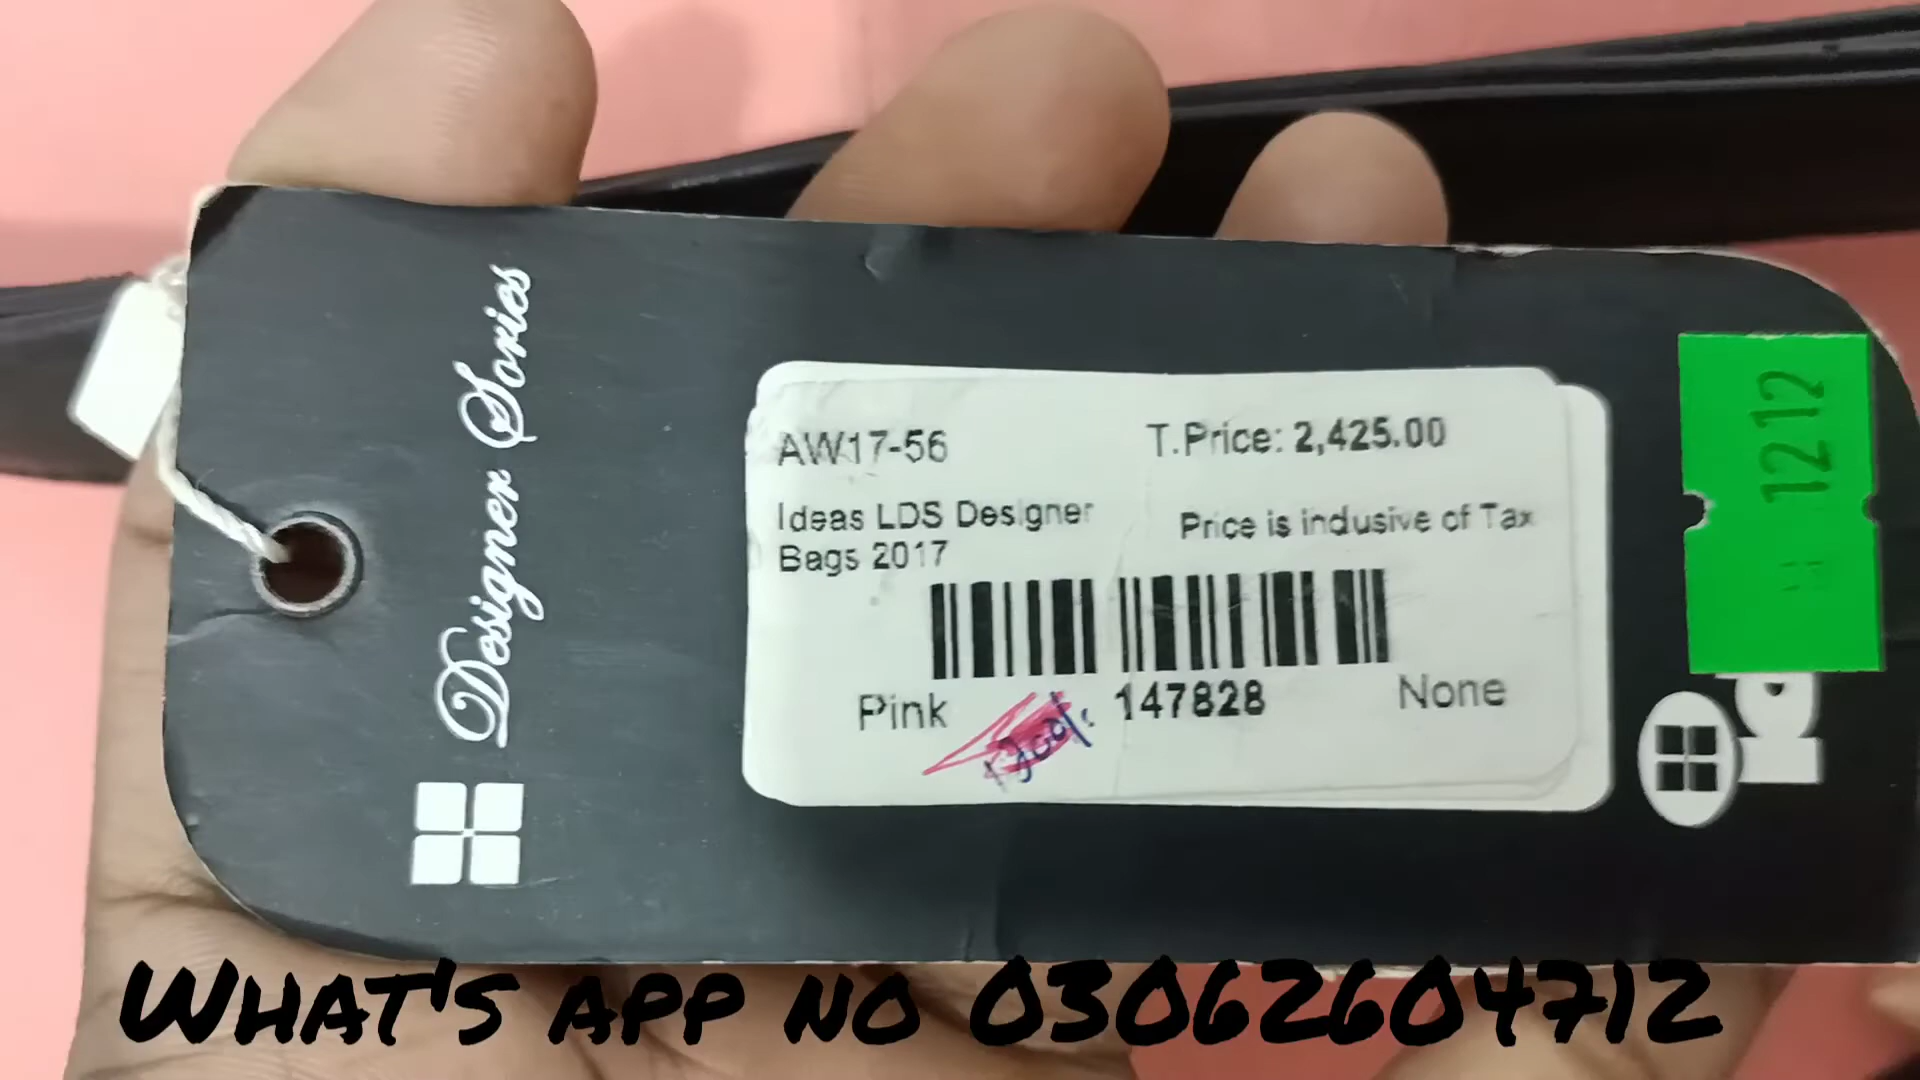 Designer Series
AW17-56
T.Price: 2,425.00
Ideas LDS Designer
Bags 2017
Price is inclusive of Tax
Pink
147828
None
1212
WHAT'S APP NO 03062604712